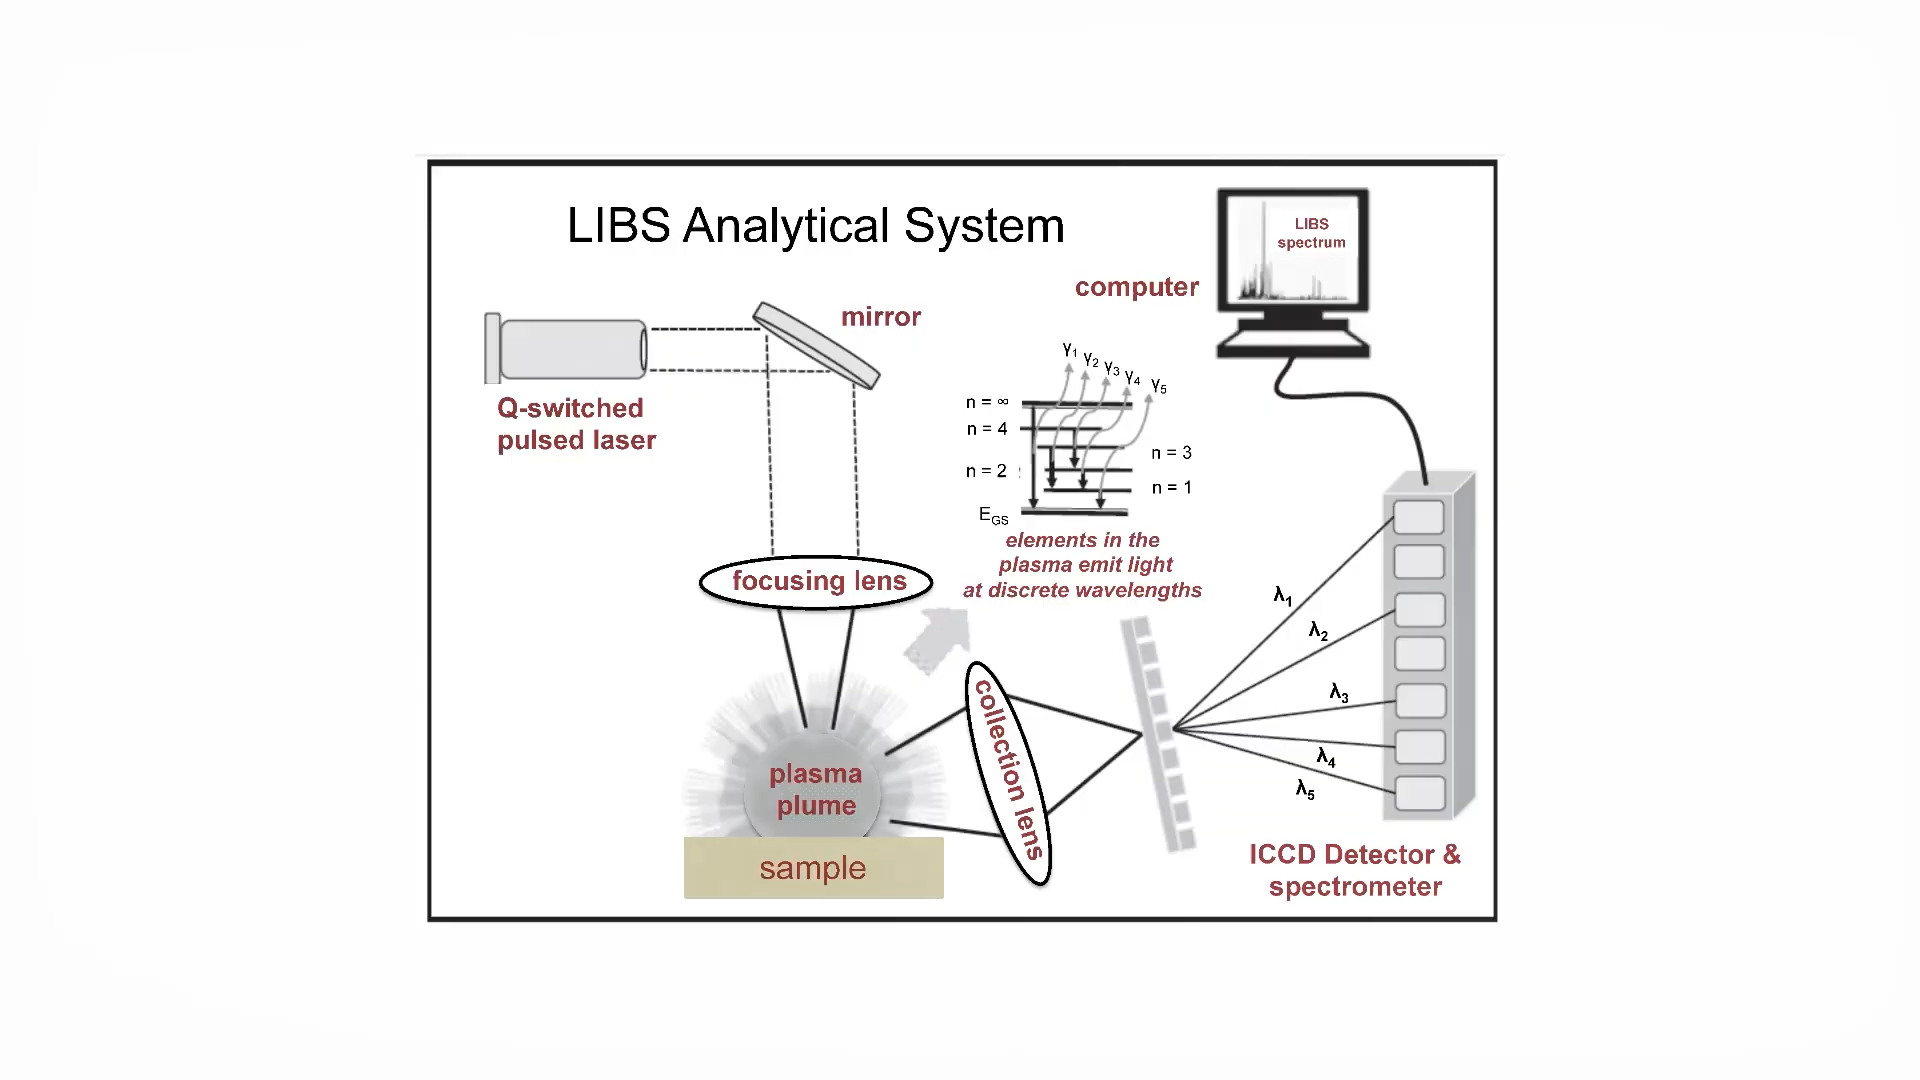 LIBS Analytical System
LIBS
spectrum
computer
mirror
Q-switched
pulsed laser
γ1 γ2 γ3 γ4 γ5
n = ∞
n = 4
n = 3
n = 2
n = 1
EGS
elements in the
plasma emit light
at discrete wavelengths
focusing lens
collection lens
λ1
λ2
λ3
λ4
λ5
plasma
plume
sample
ICCD Detector &
spectrometer